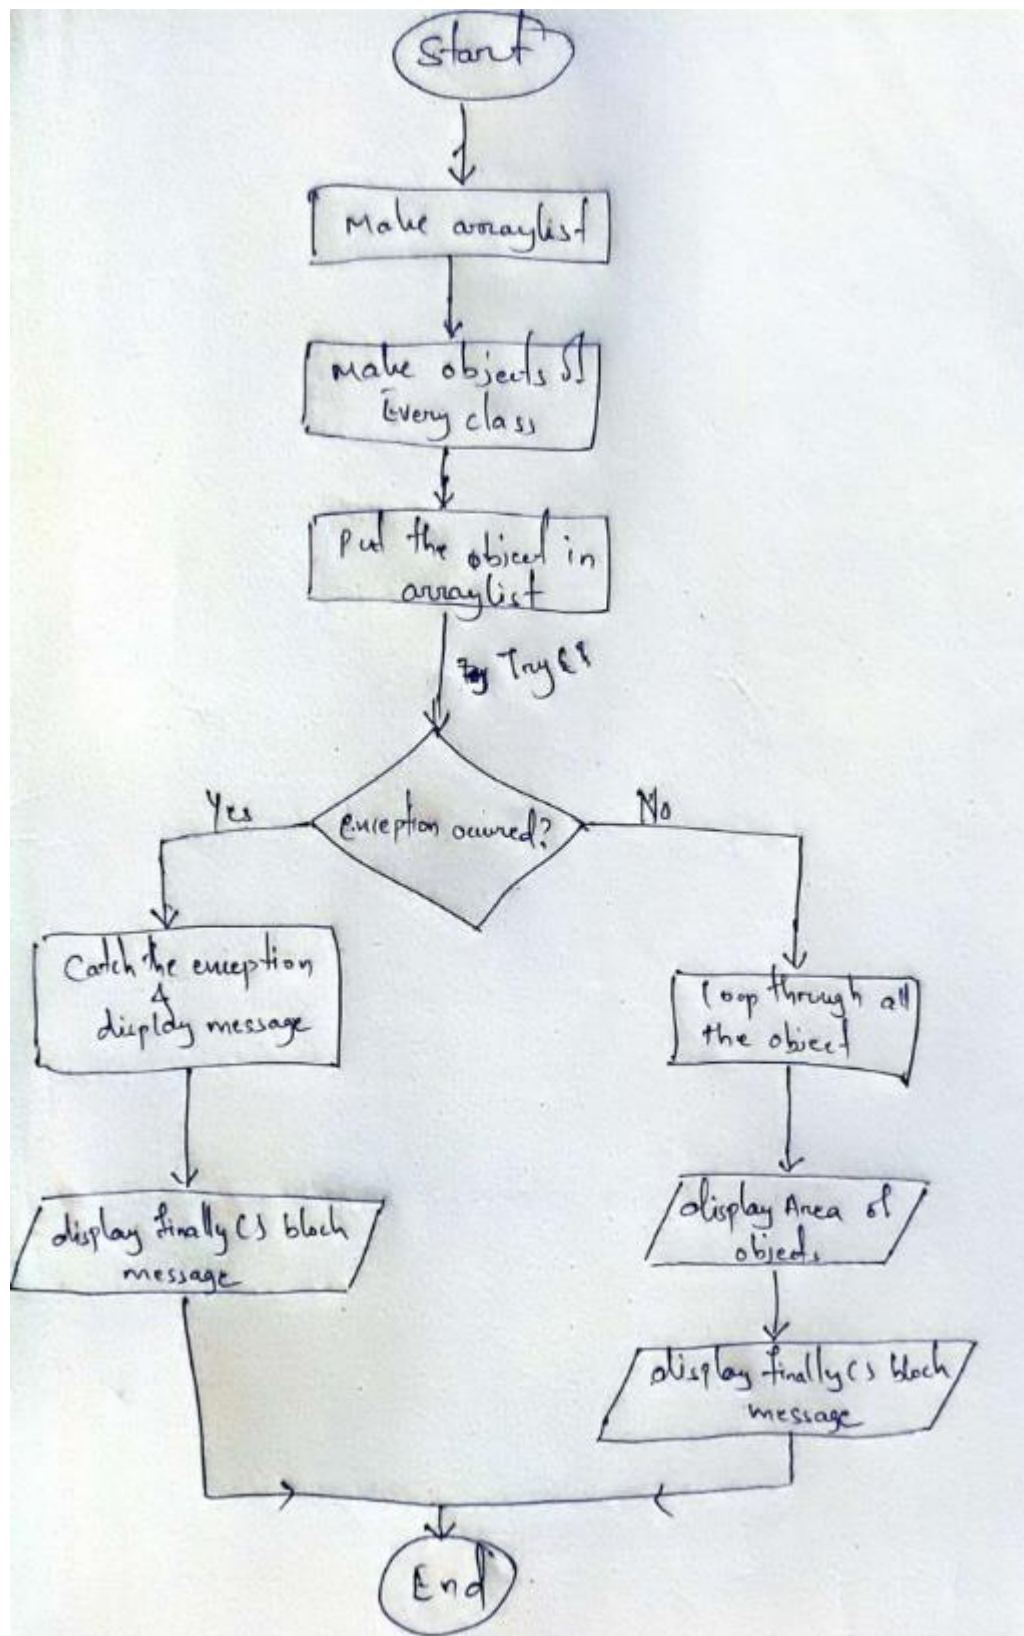 Start
Make arraylist
Make objects of
Every class
Put the object in
arraylist
Try {}
exception occured?
Yes
No
Catch the exception
&
display message
loop through all
the object
display finally() block
message
display Area of
objects
display finally() block
message
End